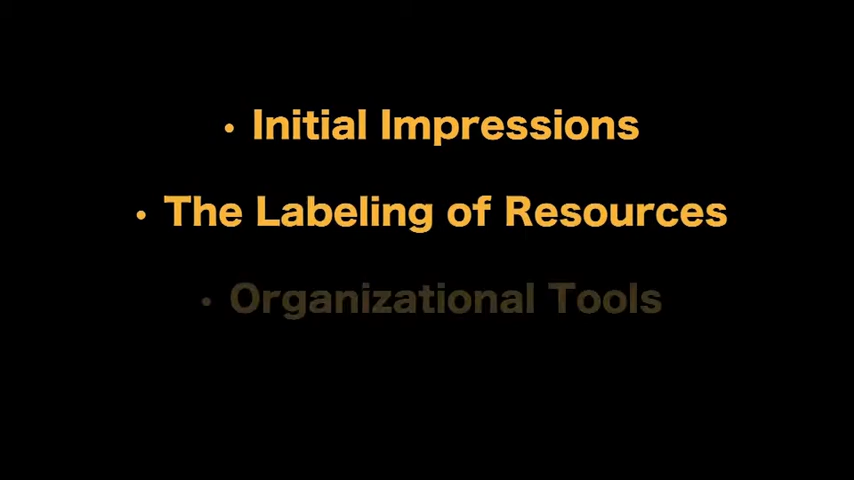 • Initial Impressions
• The Labeling of Resources
• Organizational Tools